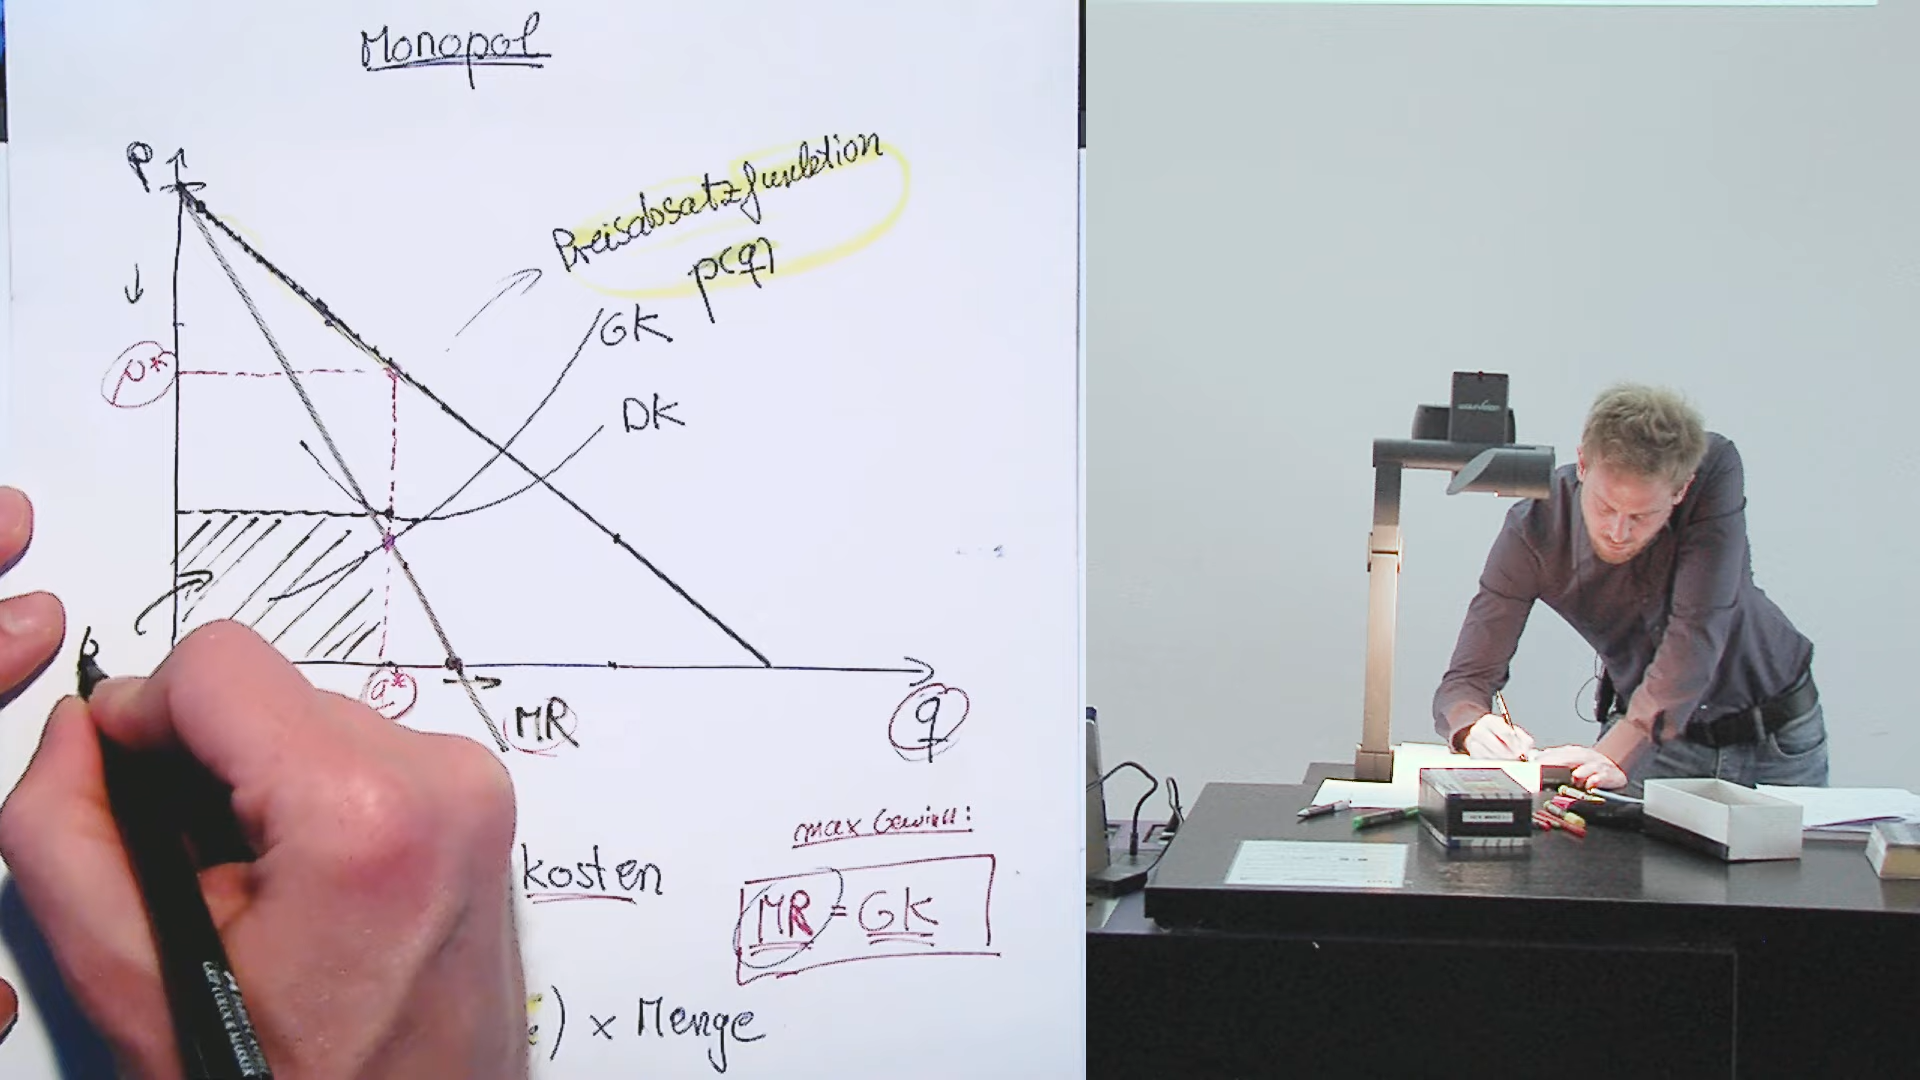 Monopol
p
Preisabsatzfunktion
p(q)
GK
p*
DK
q*
MR
q
max Gewinn:
kosten
MR = GK
) × Menge